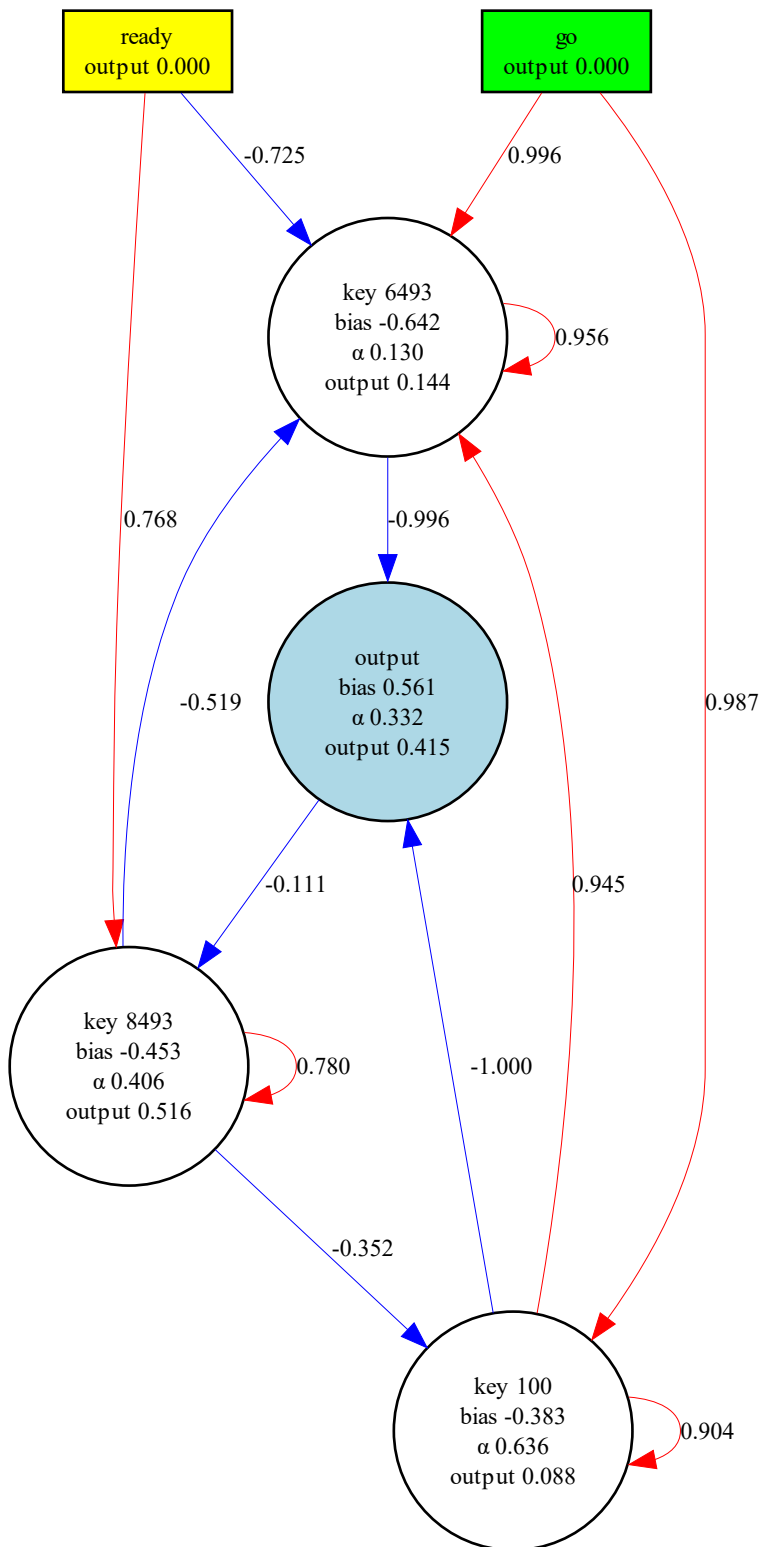 ready
output 0.000
go
output 0.000
-0.725
0.996
key 6493
bias -0.642
α 0.130
output 0.144
0.956
0.768
-0.996
-0.519
output
bias 0.561
α 0.332
output 0.415
0.987
-0.111
0.945
key 8493
bias -0.453
α 0.406
output 0.516
0.780
-1.000
-0.352
key 100
bias -0.383
α 0.636
output 0.088
0.904